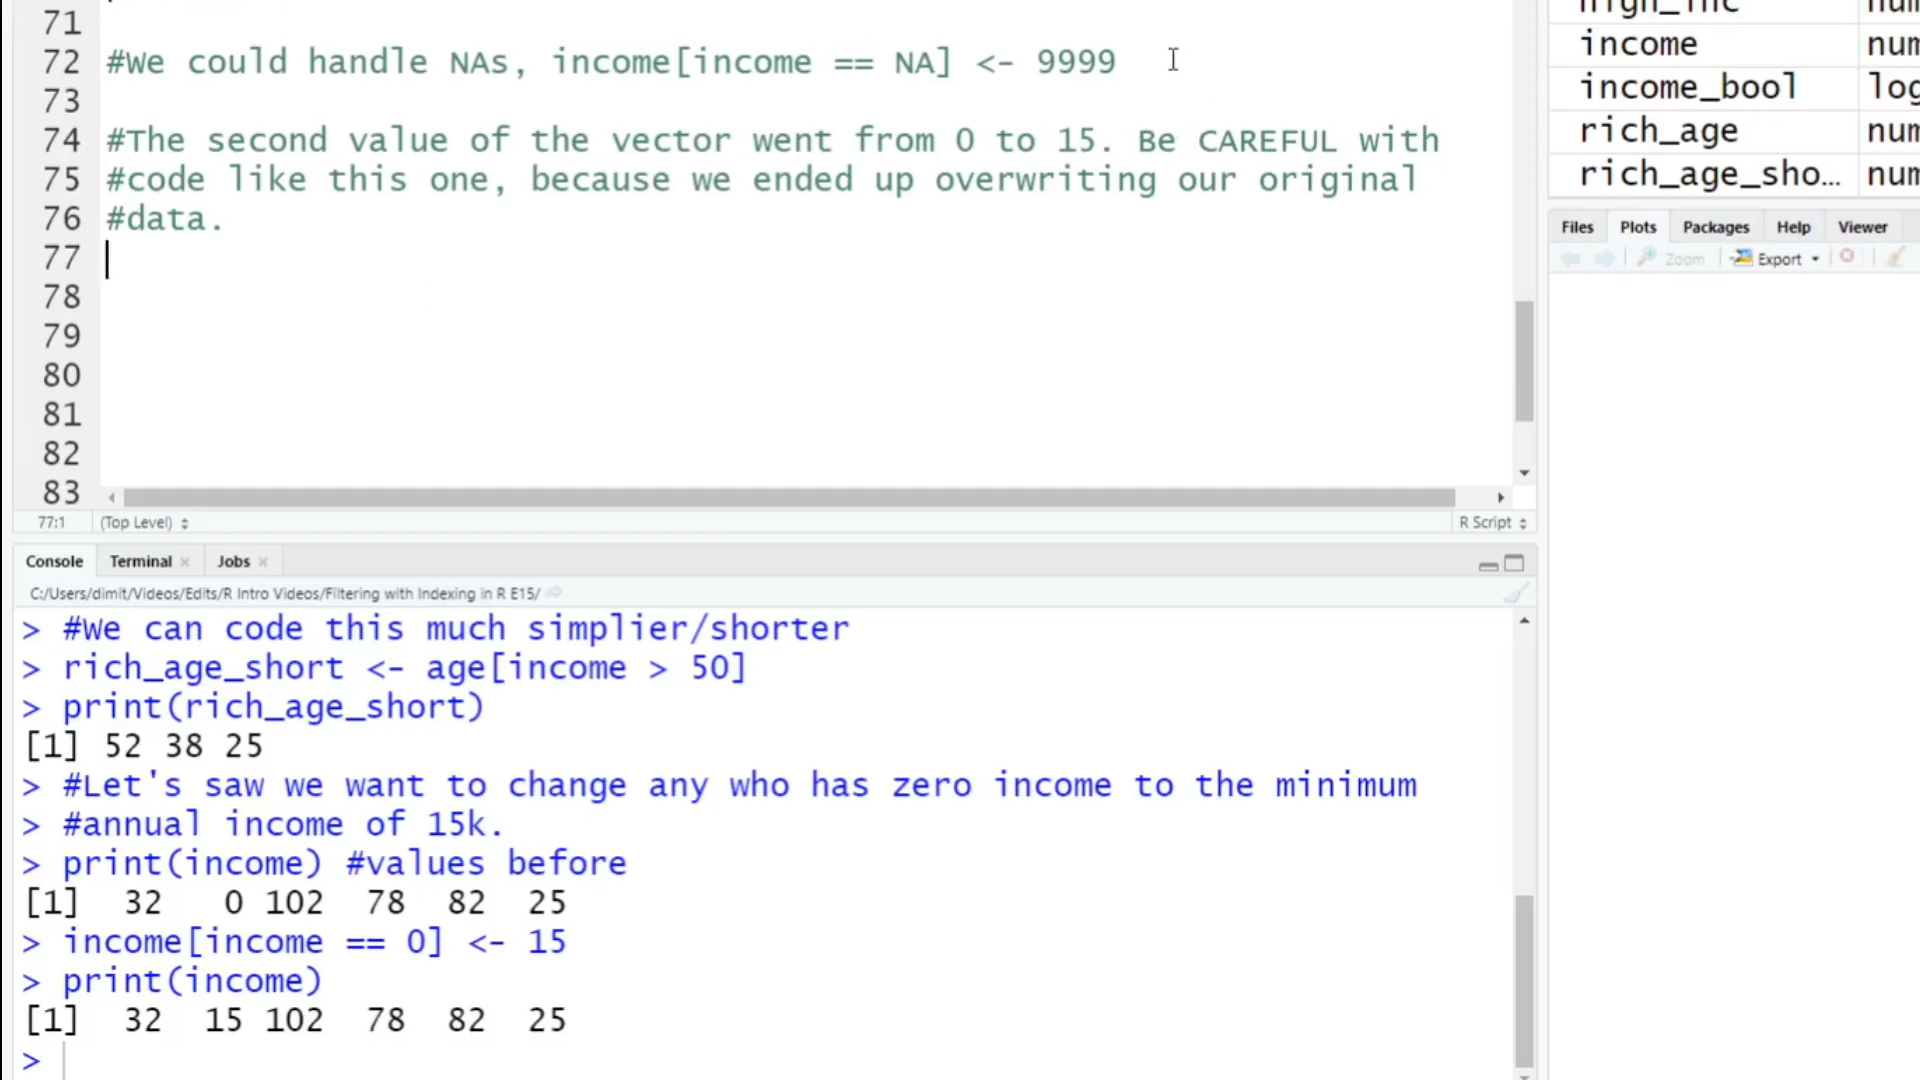 71
72 #We could handle NAs, income[income == NA] <- 9999
73
74 #The second value of the vector went from 0 to 15. Be CAREFUL with
75 #code like this one, because we ended up overwriting our original
76 #data.
77
78
79
80
81
82
83
77:1 (Top Level) R Script
high_inc num
income num
income_bool log
rich_age num
rich_age_sho... num
Files Plots Packages Help Viewer
Zoom Export
Console Terminal Jobs
C:/Users/dimit/Videos/Edits/R Intro Videos/Filtering with Indexing in R E15/
> #We can code this much simplier/shorter
> rich_age_short <- age[income > 50]
> print(rich_age_short)
[1] 52 38 25
> #Let's saw we want to change any who has zero income to the minimum
> #annual income of 15k.
> print(income) #values before
[1]  32   0 102  78  82  25
> income[income == 0] <- 15
> print(income)
[1]  32  15 102  78  82  25
>